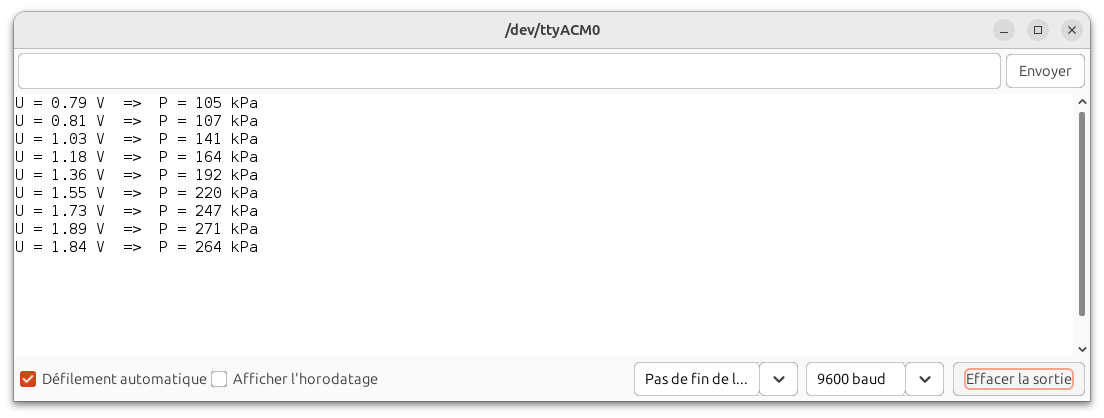 /dev/ttyACM0
Envoyer
U = 0.79 V  =>  P = 105 kPa
U = 0.81 V  =>  P = 107 kPa
U = 1.03 V  =>  P = 141 kPa
U = 1.18 V  =>  P = 164 kPa
U = 1.36 V  =>  P = 192 kPa
U = 1.55 V  =>  P = 220 kPa
U = 1.73 V  =>  P = 247 kPa
U = 1.89 V  =>  P = 271 kPa
U = 1.84 V  =>  P = 264 kPa
Défilement automatique Afficher l'horodatage Pas de fin de l... 9600 baud Effacer la sortie